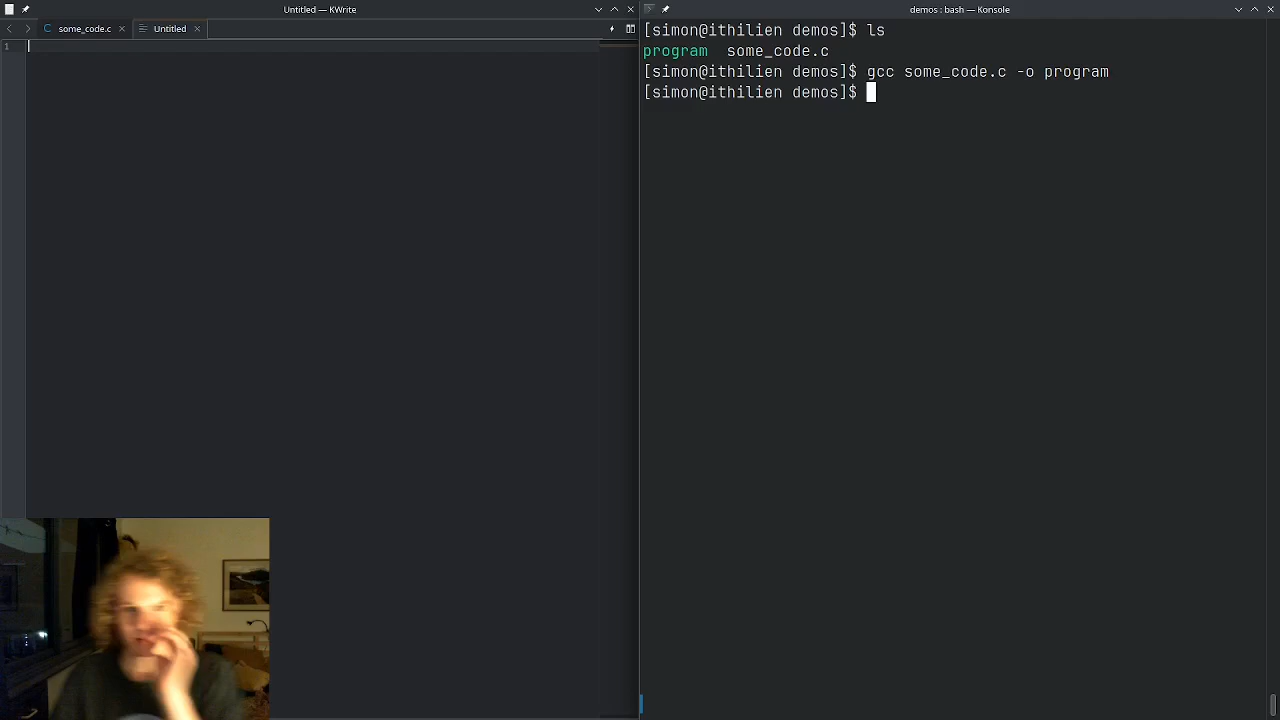 Untitled — KWrite
some_code.c
Untitled
1
demos : bash — Konsole
[simon@ithilien demos]$ ls
program some_code.c
[simon@ithilien demos]$ gcc some_code.c -o program
[simon@ithilien demos]$